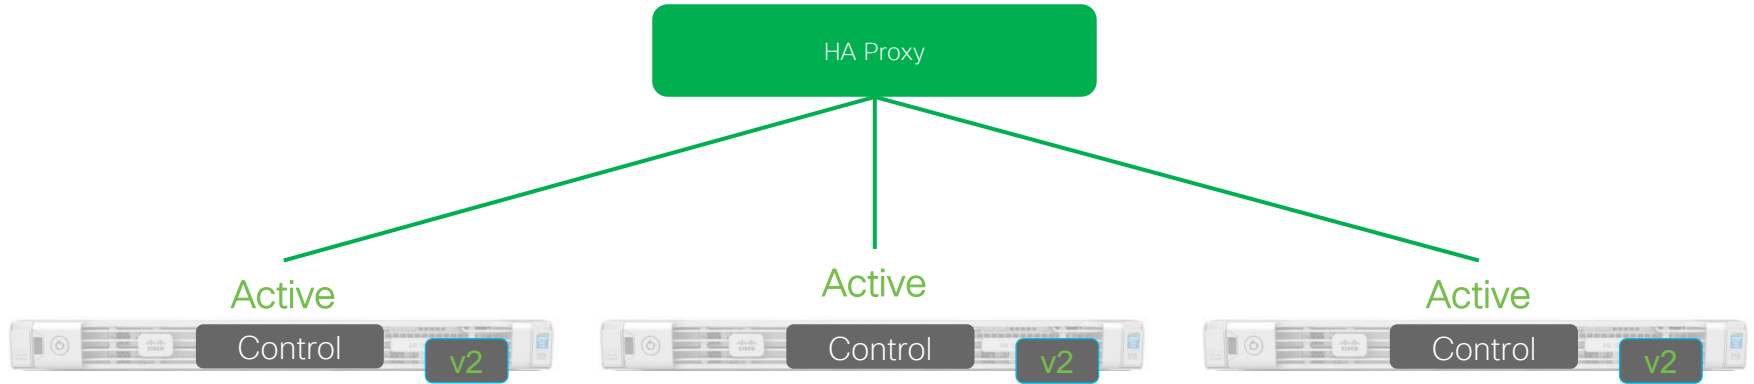 HA Proxy
Active
Active
Active
Control
v2
Control
v2
Control
v2